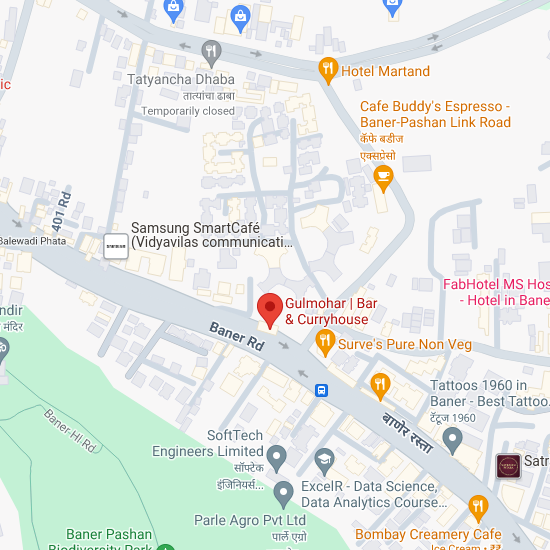 Hotel Martand
Tatyancha Dhaba
तात्यांचा ढाबा
Temporarily closed
ic
Cafe Buddy's Espresso -
Baner-Pashan Link Road
कॅफे बडीज
एक्सप्रेसो
401 Rd
Samsung SmartCafé
(Vidyavilas communicati...
Balewadi Phata
FabHotel MS Hos
- Hotel in Bane
Gulmohar | Bar
& Curryhouse
Baner Rd
ndir
मंदिर
Surve's Pure Non Veg
Tattoos 1960 in
Baner - Best Tattoo.
टॅटूज 1960
बाणेर रस्ता
Baner-Hl-Rd
SoftTech
Engineers Limited
सॉफ्टेक
इंजिनियर्स...
Satr
ExcelR - Data Science,
Data Analytics Course...
Parle Agro Pvt Ltd
पार्ले एग्रो
Baner Pashan
Biodiversity Park
Bombay Creamery Cafe
Ice Cream • ₹₹